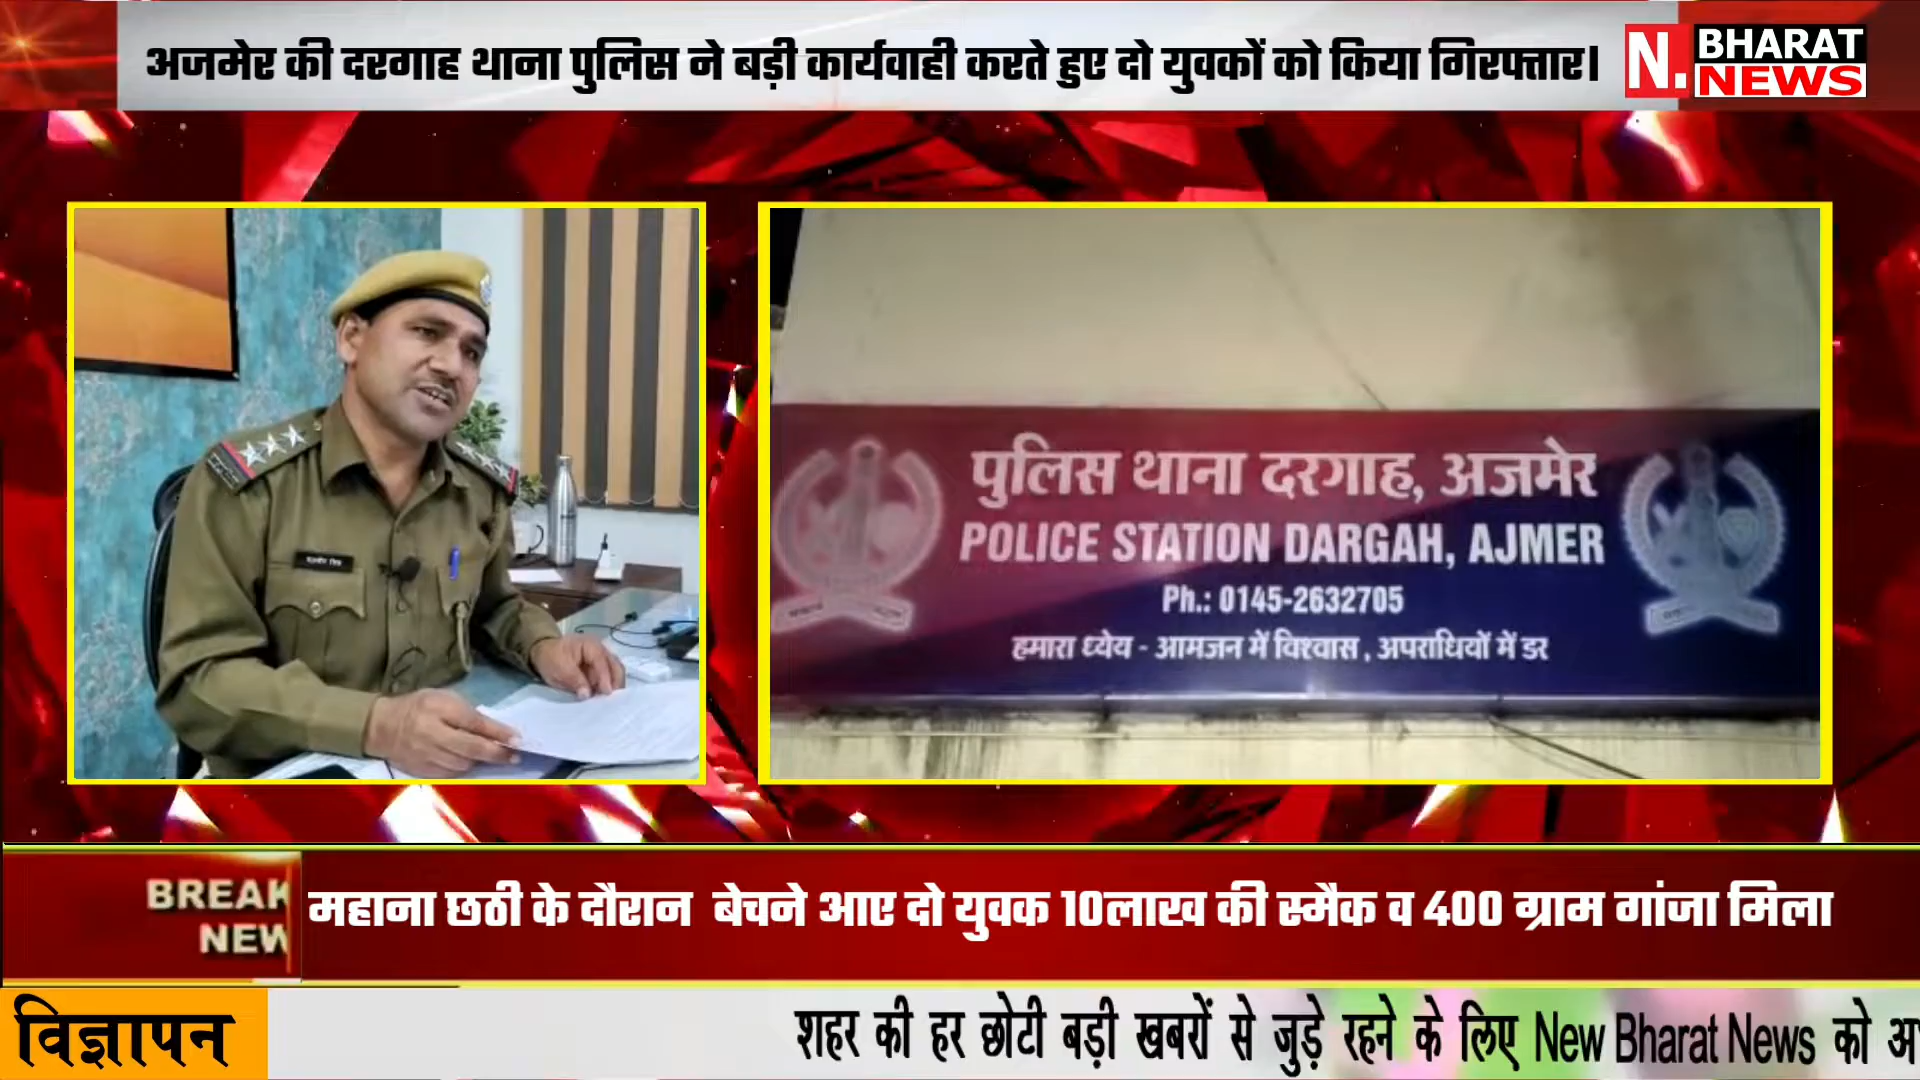 अजमेर की दरगाह थाना पुलिस ने बड़ी कार्यवाही करते हुए दो युवकों को किया गिरफ्तार।
N. BHARAT
NEWS
पुलिस थाना दरगाह, अजमेर
POLICE STATION DARGAH, AJMER
Ph.: 0145-2632705
हमारा ध्येय - आमजन में विश्वास , अपराधियों में डर
BREAK
NEW
महाना छठी के दौरान बेचने आए दो युवक 10लाख की स्मैक व 400 ग्राम गांजा मिला
विज्ञापन
शहर की हर छोटी बड़ी खबरों से जुड़े रहने के लिए New Bharat News को